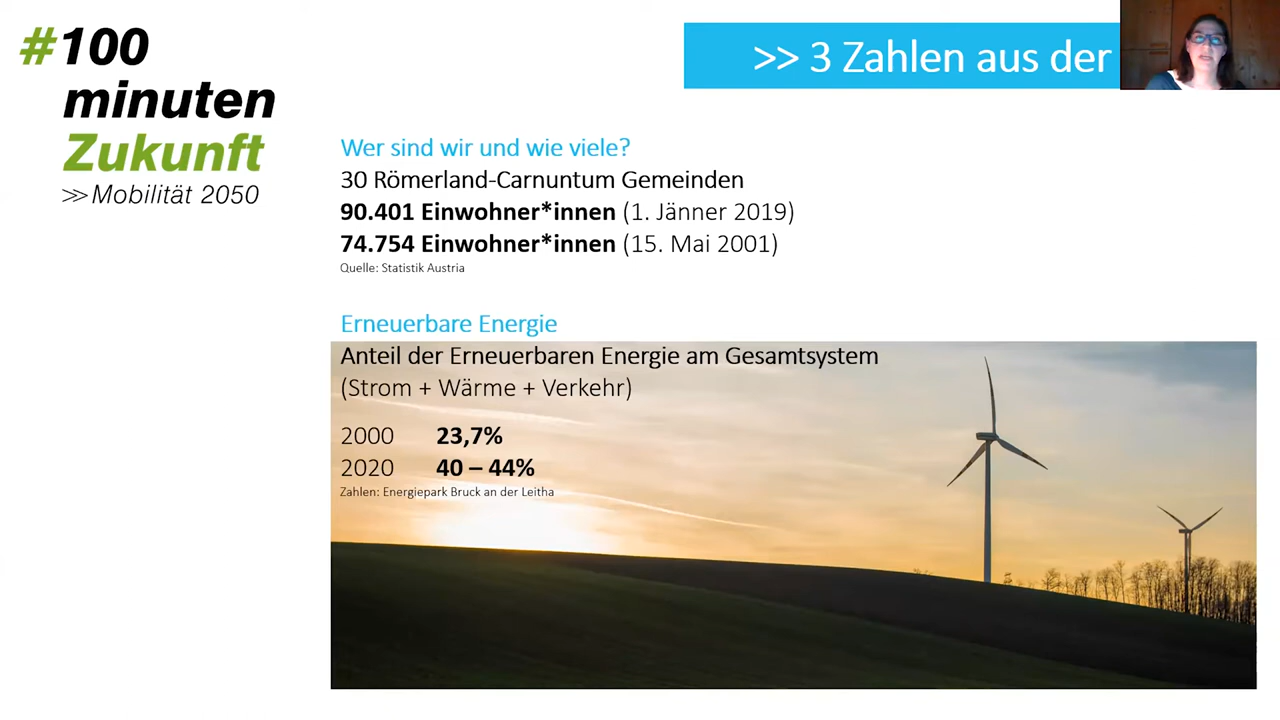 #100
minuten
Zukunft
>> Mobilität 2050
>> 3 Zahlen aus der
Wer sind wir und wie viele?
30 Römerland-Carnuntum Gemeinden
90.401 Einwohner*innen (1. Jänner 2019)
74.754 Einwohner*innen (15. Mai 2001)
Quelle: Statistik Austria
Erneuerbare Energie
Anteil der Erneuerbaren Energie am Gesamtsystem
(Strom + Wärme + Verkehr)
2000 23,7%
2020 40 – 44%
Zahlen: Energiepark Bruck an der Leitha